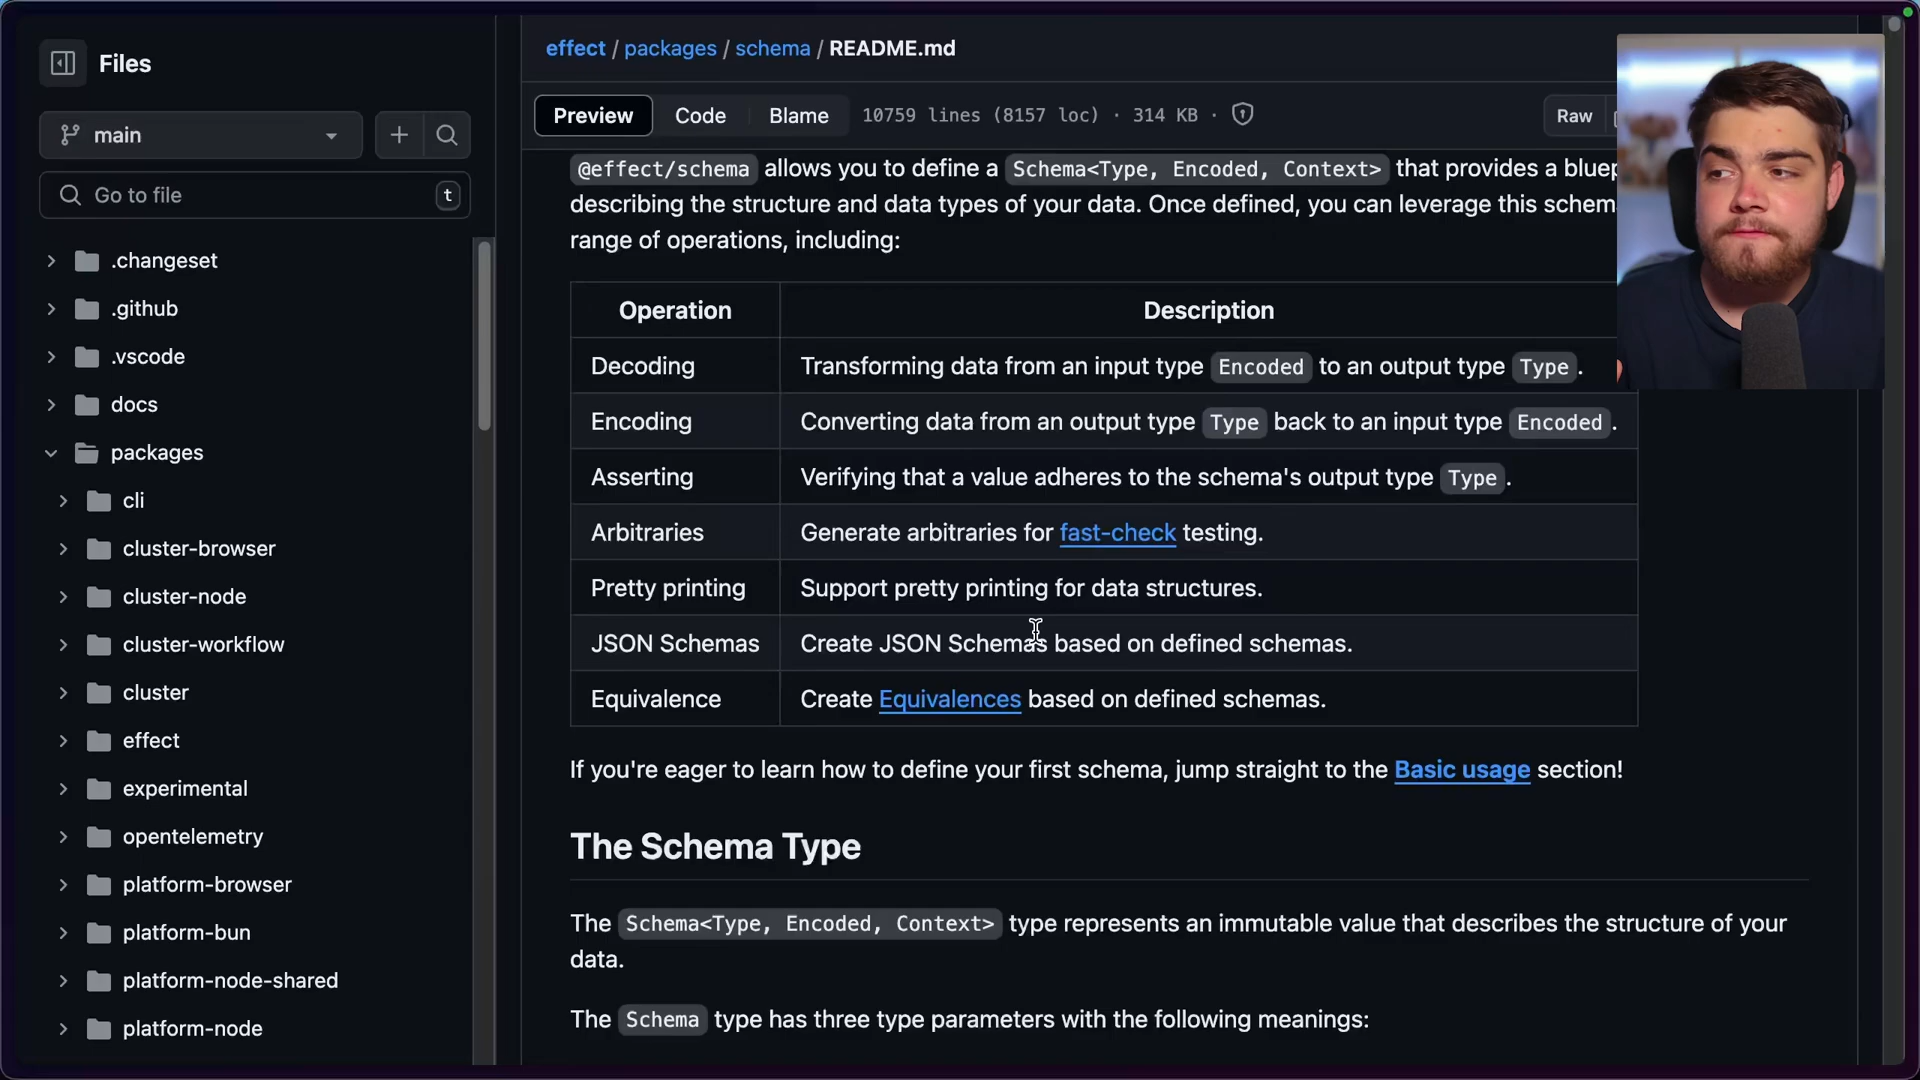 Files
main
Go to file
t
.changeset
.github
.vscode
docs
packages
cli
cluster-browser
cluster-node
cluster-workflow
cluster
effect
experimental
opentelemetry
platform-browser
platform-bun
platform-node-shared
platform-node
effect / packages / schema / README.md
Preview Code Blame 10759 lines (8157 loc) · 314 KB · Raw
@effect/schema allows you to define a Schema<Type, Encoded, Context> that provides a
describing the structure and data types of your data. Once defined, you can leverage this
range of operations, including:
Operation Description
Decoding Transforming data from an input type Encoded to an output type Type.
Encoding Converting data from an output type Type back to an input type Encoded.
Asserting Verifying that a value adheres to the schema's output type Type.
Arbitraries Generate arbitraries for fast-check testing.
Pretty printing Support pretty printing for data structures.
JSON Schemas Create JSON Schemas based on defined schemas.
Equivalence Create Equivalences based on defined schemas.
If you're eager to learn how to define your first schema, jump straight to the Basic usage section!
The Schema Type
The Schema<Type, Encoded, Context> type represents an immutable value that describes the structure of your
data.
The Schema type has three type parameters with the following meanings: